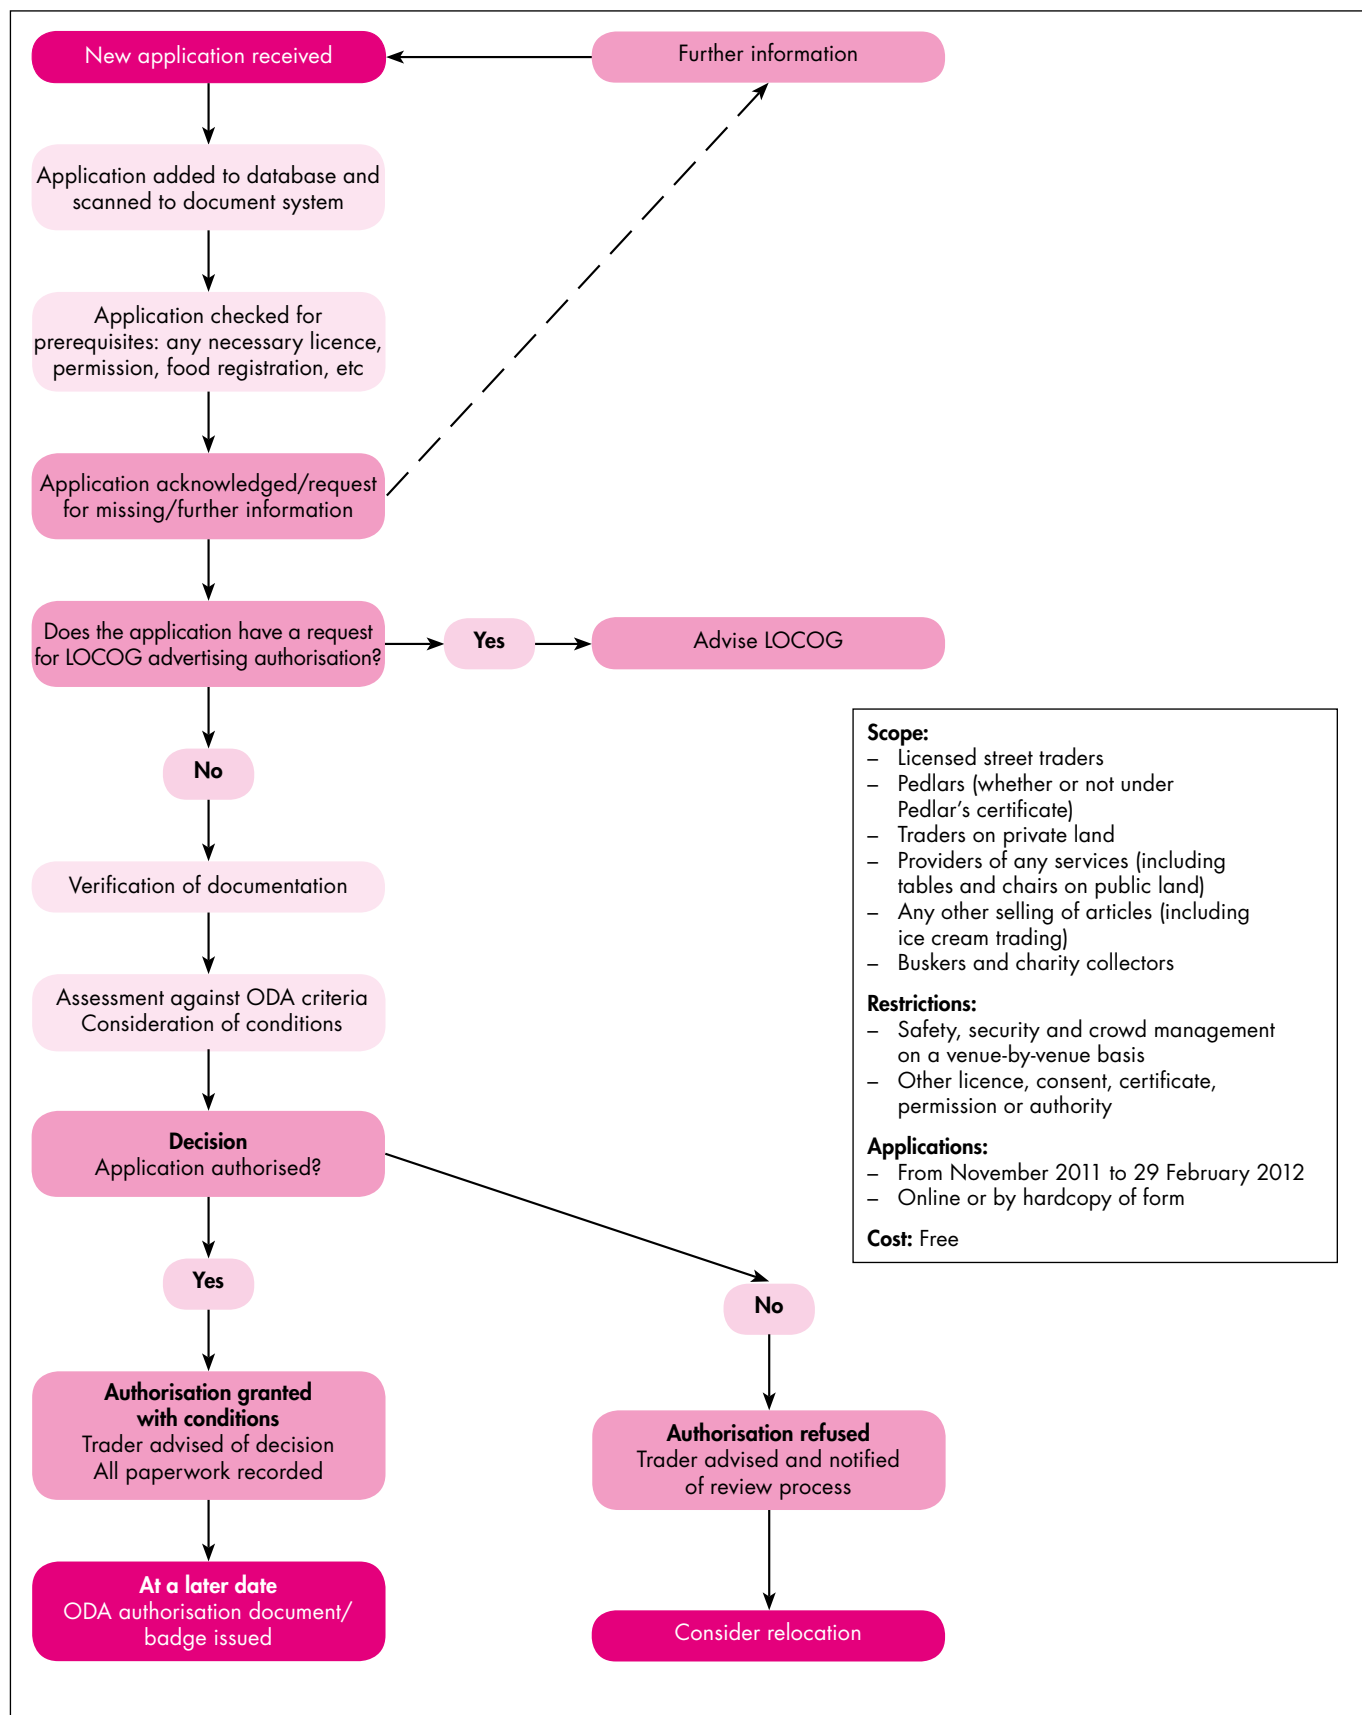 New application received
Further information
Application added to database and
scanned to document system
Application checked for
prerequisites: any necessary licence,
permission, food registration, etc
Application acknowledged/request
for missing/further information
Does the application have a request
for LOCOG advertising authorisation?
Yes
Advise LOCOG
No
Verification of documentation
Assessment against ODA criteria
Consideration of conditions
Decision
Application authorised?
Yes
No
Authorisation granted
with conditions
Trader advised of decision
All paperwork recorded
Authorisation refused
Trader advised and notified
of review process
At a later date
ODA authorisation document/
badge issued
Consider relocation
Scope:
– Licensed street traders
– Pedlars (whether or not under
Pedlar’s certificate)
– Traders on private land
– Providers of any services (including
tables and chairs on public land)
– Any other selling of articles (including
ice cream trading)
– Buskers and charity collectors
Restrictions:
– Safety, security and crowd management
on a venue-by-venue basis
– Other licence, consent, certificate,
permission or authority
Applications:
– From November 2011 to 29 February 2012
– Online or by hardcopy of form
Cost: Free